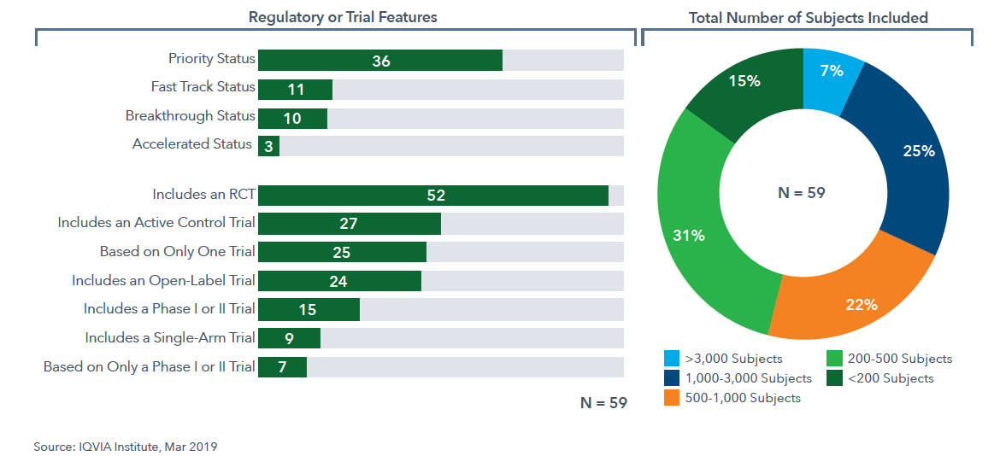 Regulatory or Trial Features
Priority Status 36
Fast Track Status 11
Breakthrough Status 10
Accelerated Status 3
Includes an RCT 52
Includes an Active Control Trial 27
Based on Only One Trial 25
Includes an Open-Label Trial 24
Includes a Phase I or II Trial 15
Includes a Single-Arm Trial 9
Based on Only a Phase I or II Trial 7
N = 59
Total Number of Subjects Included
7%
15%
25%
N = 59
31%
22%
>3,000 Subjects
1,000-3,000 Subjects
500-1,000 Subjects
200-500 Subjects
<200 Subjects
Source: IQVIA Institute, Mar 2019